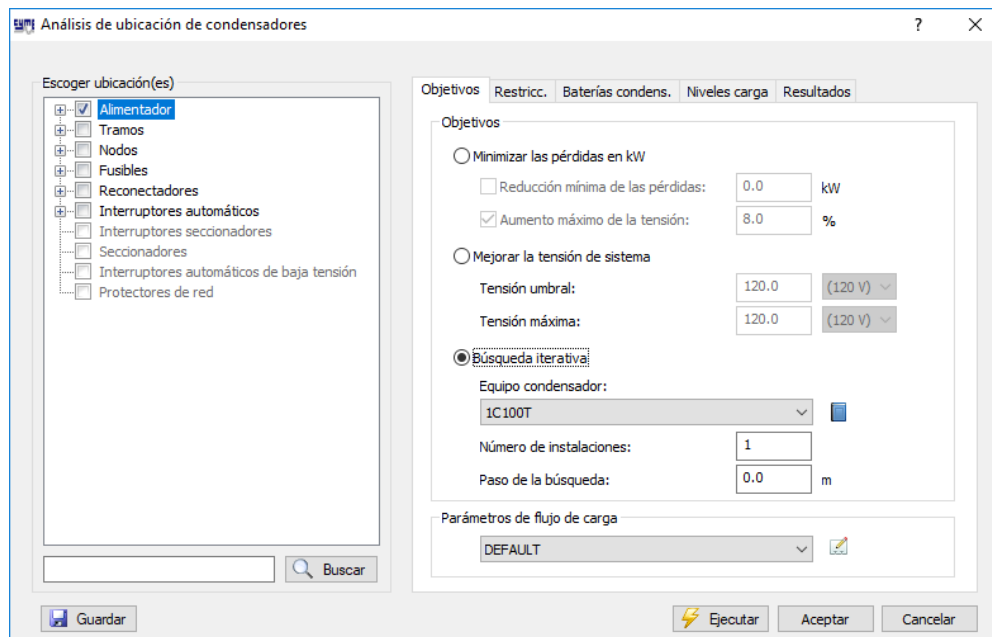 Análisis de ubicación de condensadores
Escoger ubicación(es)
Alimentador
Tramos
Nodos
Fusibles
Reconectadores
Interruptores automáticos
Interruptores seccionadores
Seccionadores
Interruptores automáticos de baja tensión
Protectores de red
Buscar
Objetivos Restricc. Baterías condens. Niveles carga Resultados
Objetivos
Minimizar las pérdidas en kW
Reducción mínima de las pérdidas: 0.0 kW
Aumento máximo de la tensión: 8.0 %
Mejorar la tensión de sistema
Tensión umbral: 120.0 (120 V)
Tensión máxima: 120.0 (120 V)
Búsqueda iterativa
Equipo condensador:
1C100T
Número de instalaciones: 1
Paso de la búsqueda: 0.0 m
Parámetros de flujo de carga
DEFAULT
Guardar Ejecutar Aceptar Cancelar